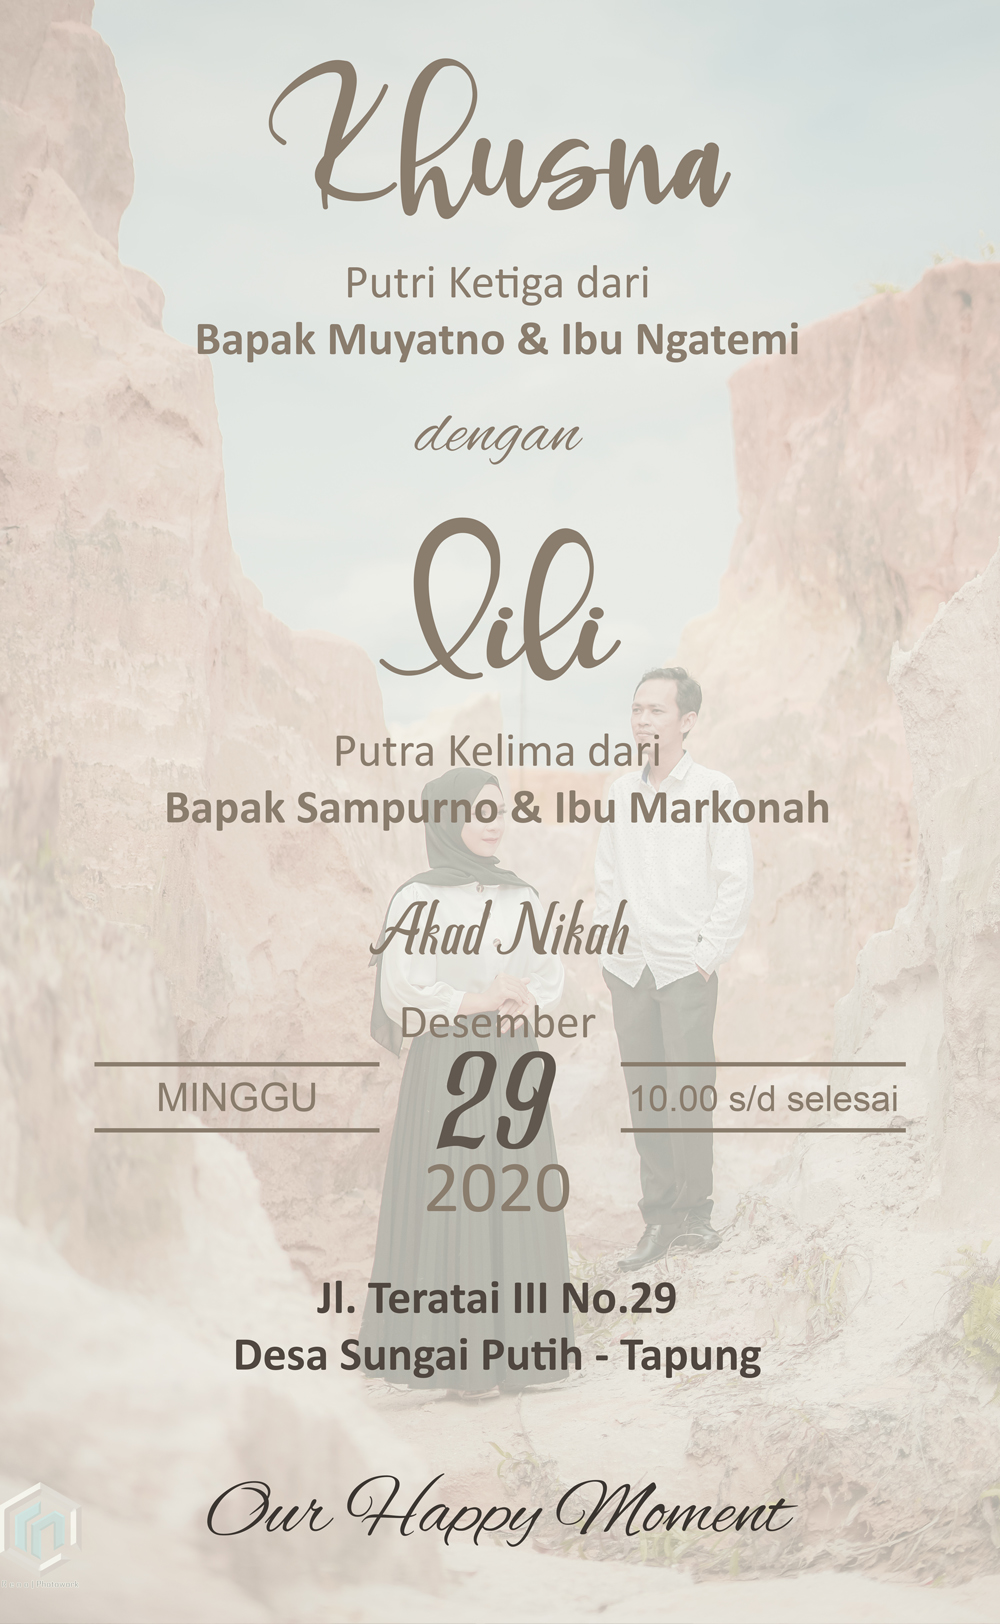 Khusna
Putri Ketiga dari
Bapak Muyatno & Ibu Ngatemi
dengan
lili
Putra Kelima dari
Bapak Sampurno & Ibu Markonah
Akad Nikah
Desember
MINGGU
29
10.00 s/d selesai
2020
Jl. Teratai III No.29
Desa Sungai Putih - Tapung
Our Happy Moment